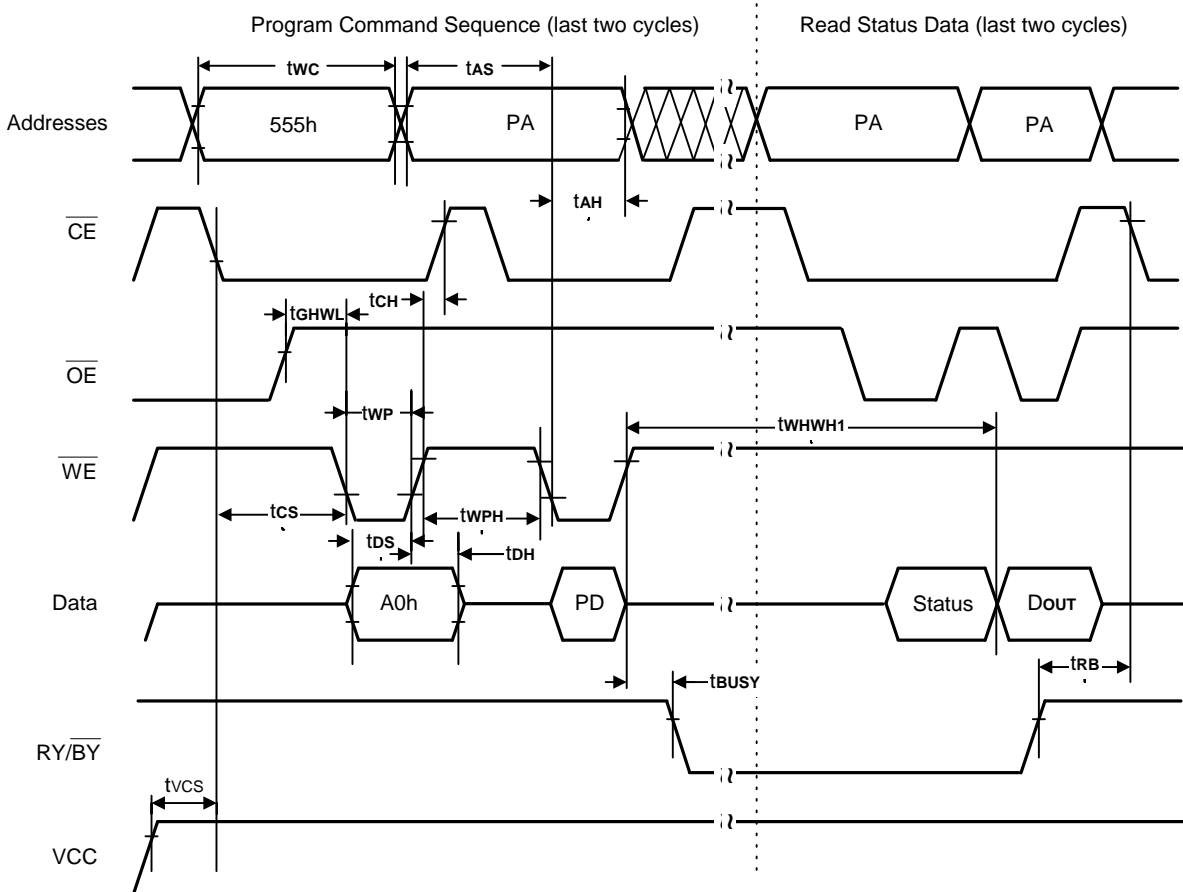 Program Command Sequence (last two cycles)
Read Status Data (last two cycles)
tWC
tAS
Addresses
555h
PA
PA
PA
tAH
CE
tCH
tGHWL
OE
tWP
tWHWH1
WE
tCS
tWPH
tDS
tDH
Data
A0h
PD
Status
DOUT
tRB
tBUSY
RY/BY
tVCS
VCC